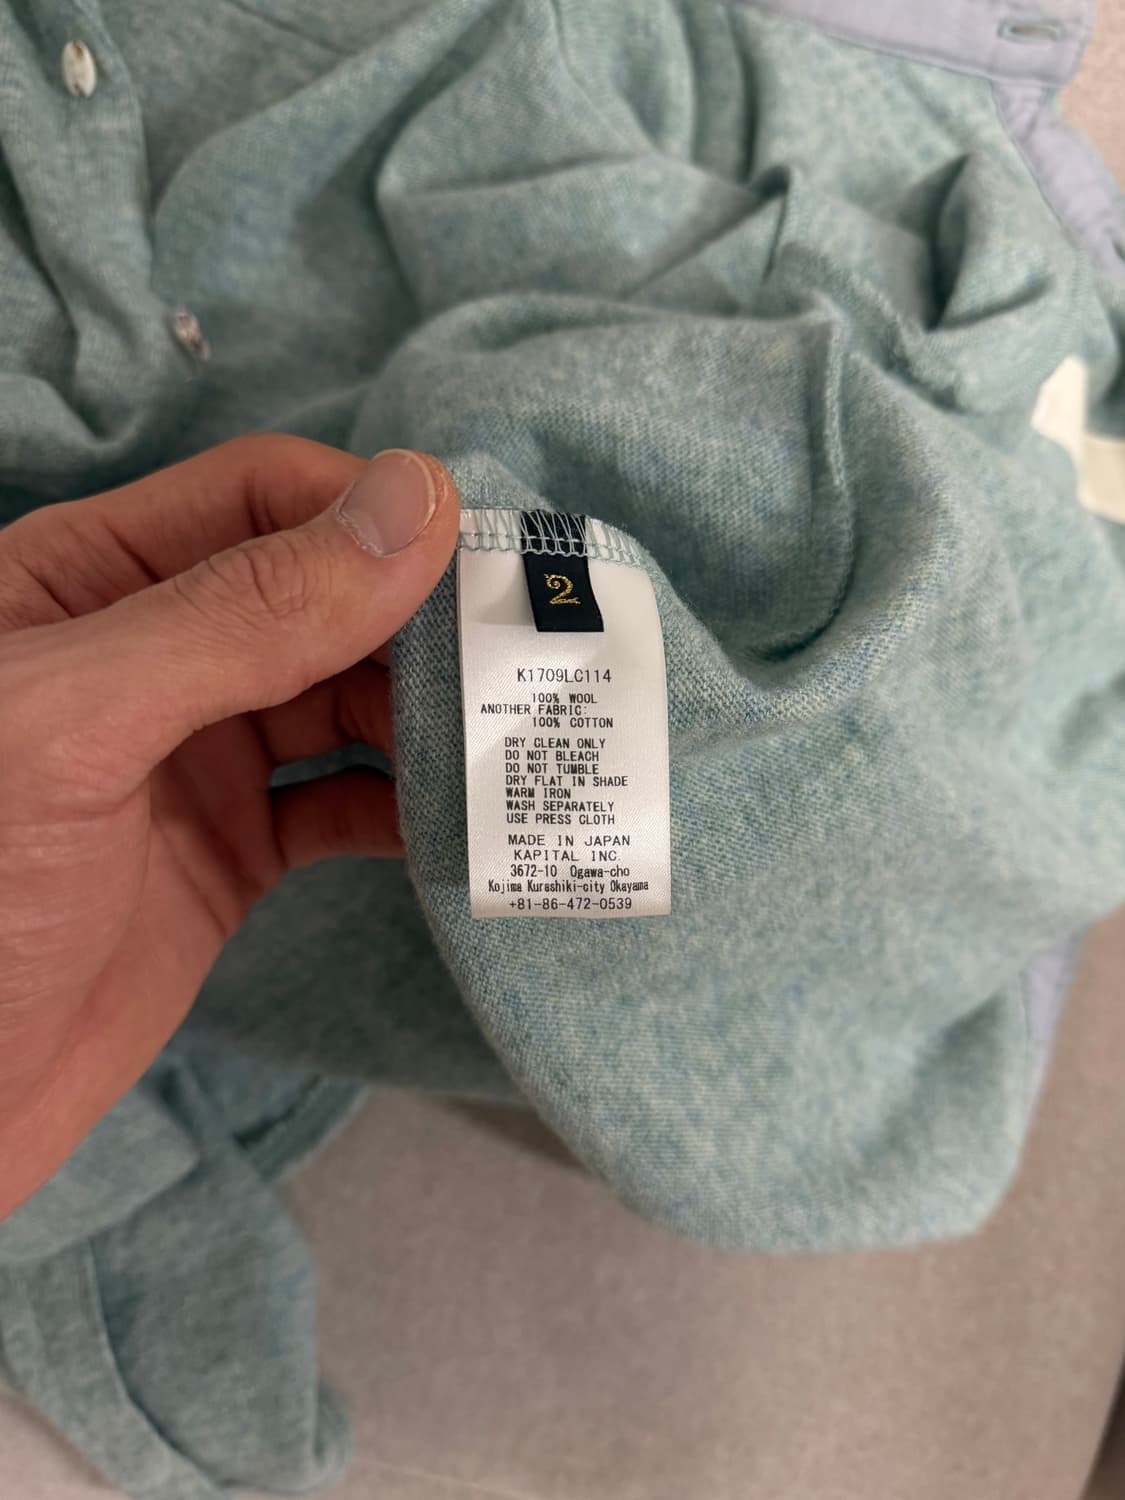 2
K1709LC114
100% WOOL
ANOTHER FABRIC:
100% COTTON
DRY CLEAN ONLY
DO NOT BLEACH
DO NOT TUMBLE
DRY FLAT IN SHADE
WARM IRON
WASH SEPARATELY
USE PRESS CLOTH
MADE IN JAPAN
KAPITAL INC.
3672-10 Ogawa-cho
Kojima Kurashiki-city Okayama
+81-86-472-0539